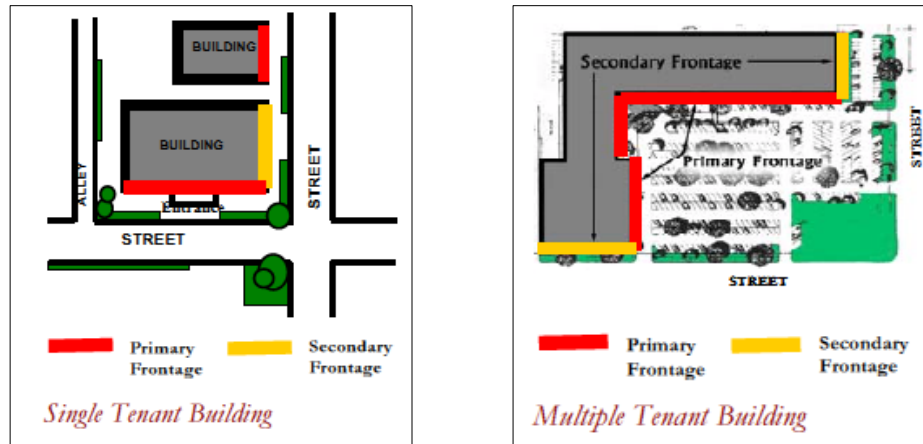 BUILDING
BUILDING
ALLEY
STREET
Entrance
STREET
Primary
Frontage
Secondary
Frontage
Single Tenant Building
Secondary Frontage
Primary Frontage
STREET
STREET
Primary
Frontage
Secondary
Frontage
Multiple Tenant Building